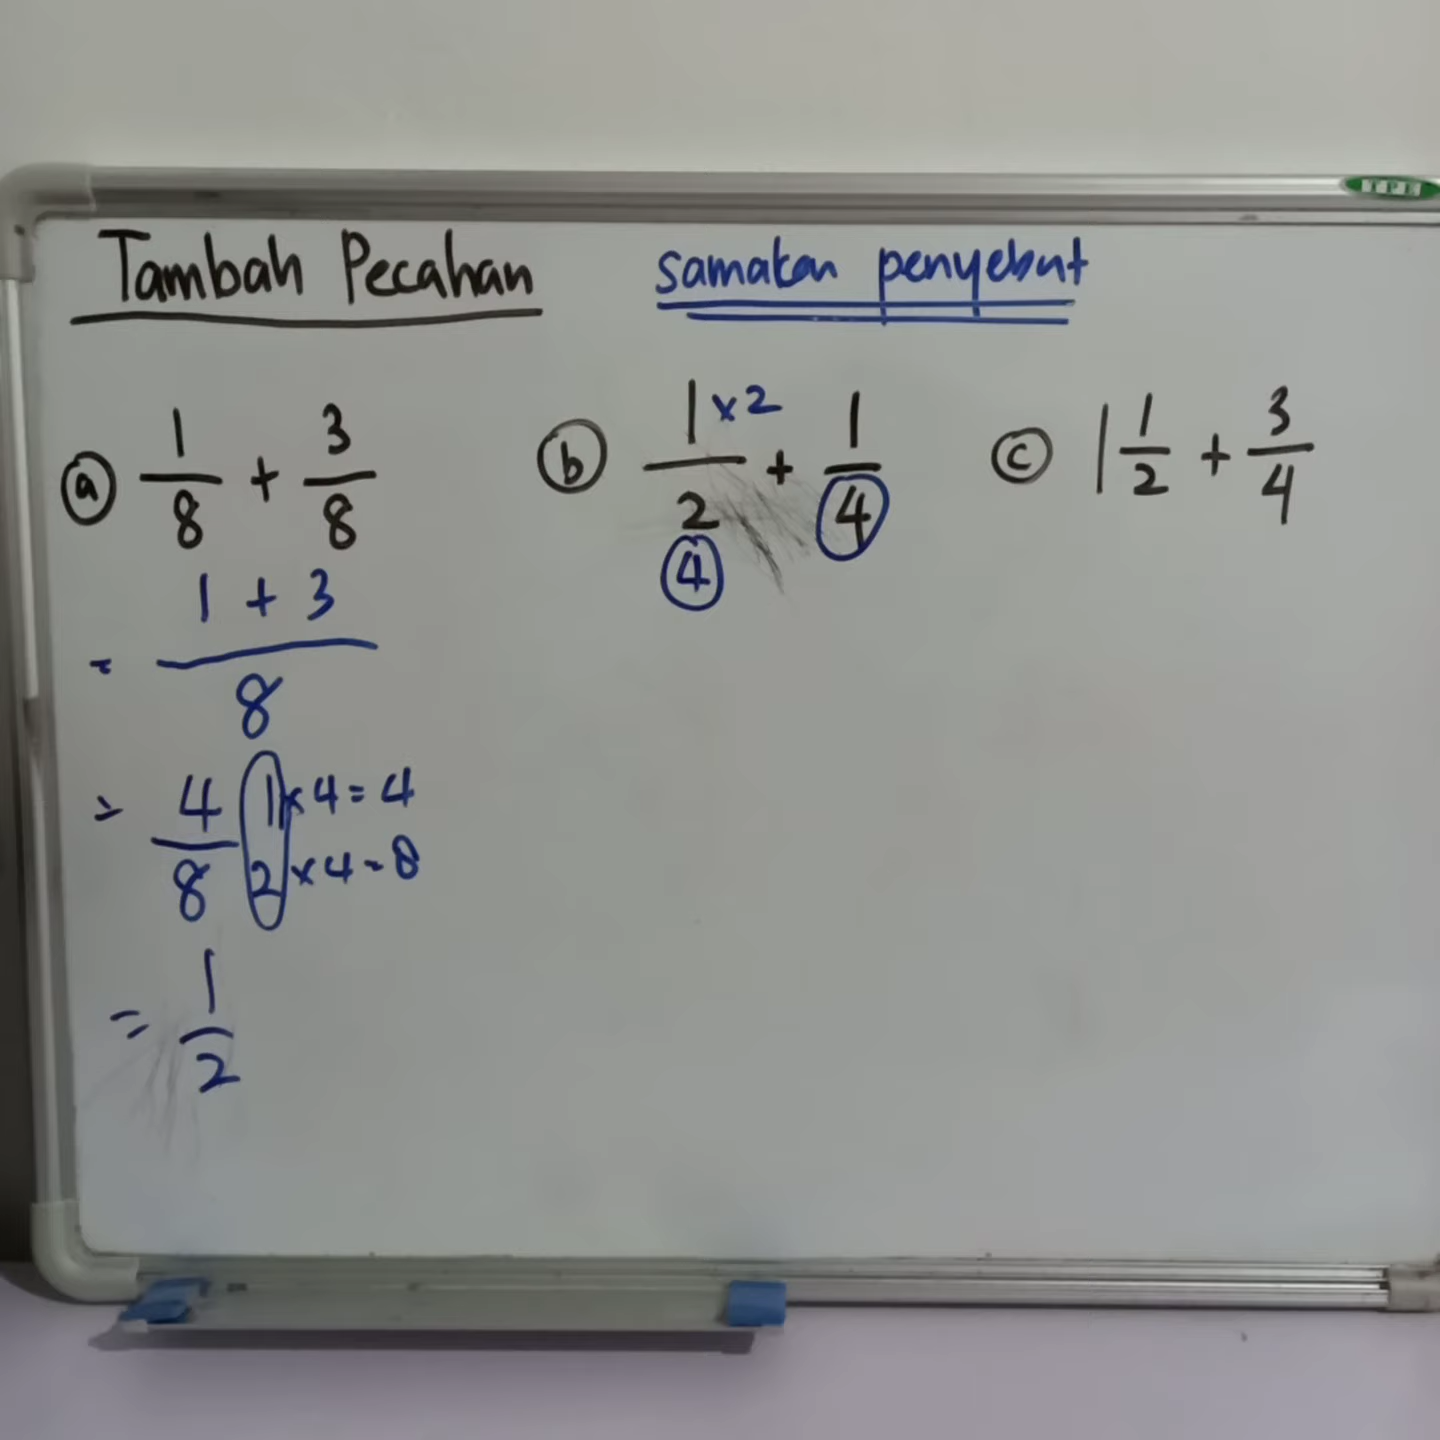 TPE
Tambah Pecahan
samakan penyebut
(a) 1/8 + 3/8
= (1 + 3)/8
= 4/8 1 × 4 = 4
2 × 4 = 8
= 1/2
(b) 1 × 2/2 + 1/4
4
(c) 1 1/2 + 3/4